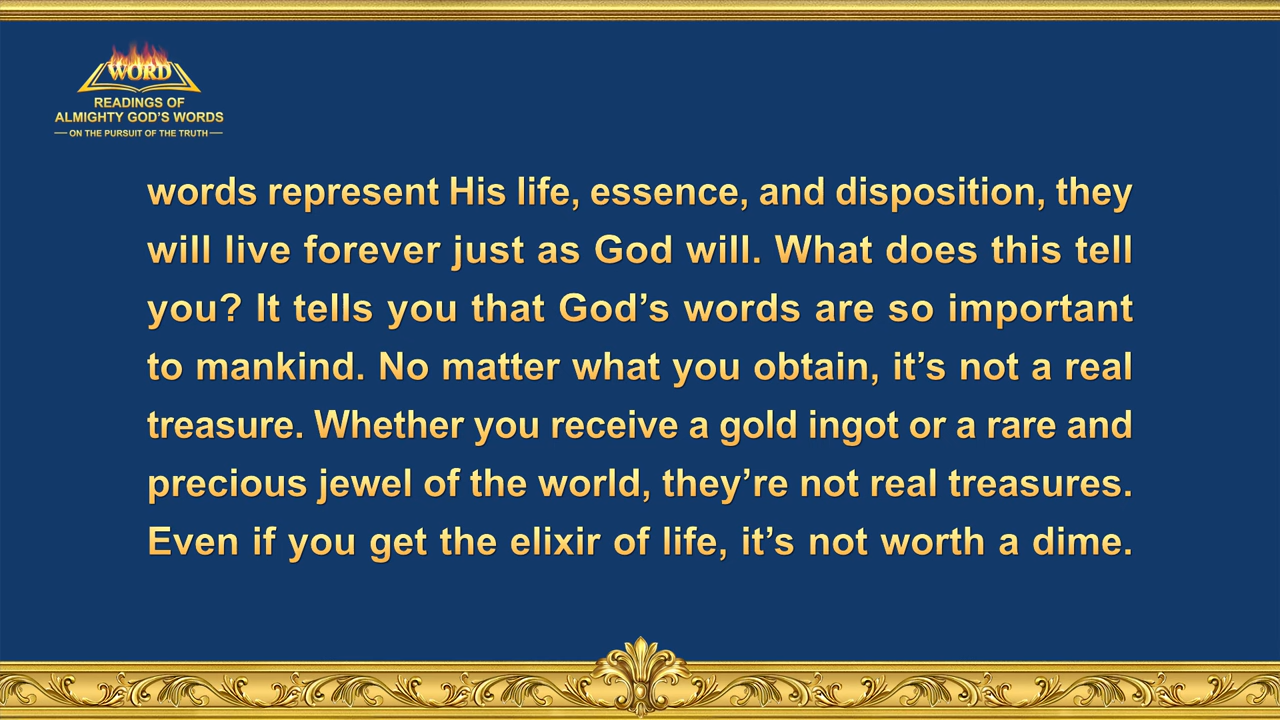 WORD
READINGS OF
ALMIGHTY GOD'S WORDS
— ON THE PURSUIT OF THE TRUTH —
words represent His life, essence, and disposition, they
will live forever just as God will. What does this tell
you? It tells you that God’s words are so important
to mankind. No matter what you obtain, it’s not a real
treasure. Whether you receive a gold ingot or a rare and
precious jewel of the world, they’re not real treasures.
Even if you get the elixir of life, it’s not worth a dime.